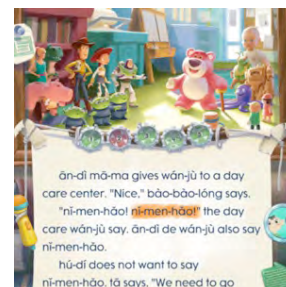 ān-dí mā-ma gives wán-jù to a day
care center. "Nice," bào-bào-lóng says.
"nǐ-men-hǎo! nǐ-men-hǎo!" the day
care wán-jù say. ān-dí de wán-jù also say
nǐ-men-hǎo.
hú-dí does not want to say
nǐ-men-hǎo. tā says, "We need to go